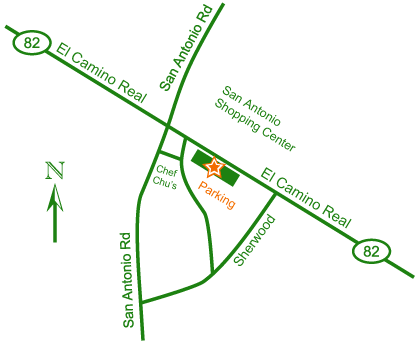 82
El Camino Real
San Antonio Rd
San Antonio
Shopping Center
N
Chef
Chu's
Parking
El Camino Real
Sherwood
San Antonio Rd
82